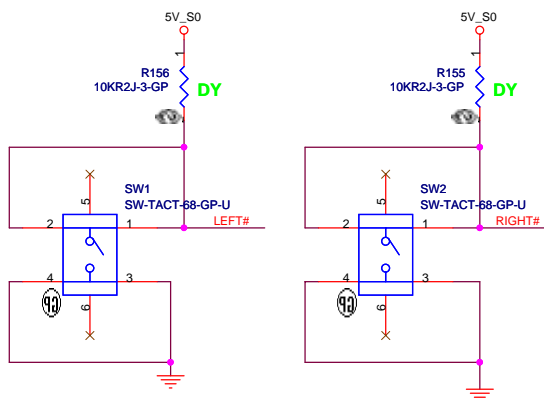 5V_S0
5V_S0
1
1
R156
10KR2J-3-GP
DY
R155
10KR2J-3-GP
DY
2
2
5
SW1
SW-TACT-68-GP-U
5
SW2
SW-TACT-68-GP-U
2
1
LEFT#
2
1
RIGHT#
4
3
4
3
GP
6
GP
6